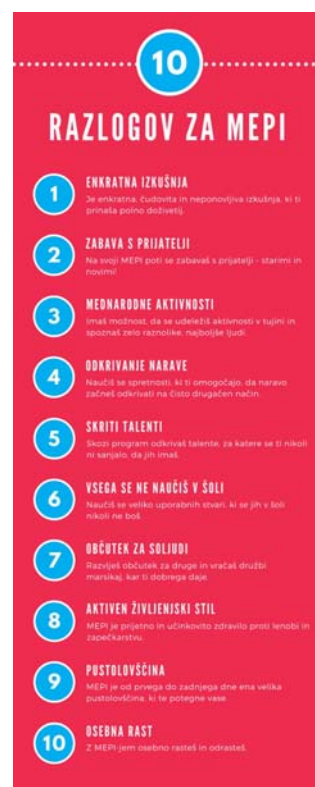 10
RAZLOGOV ZA MEPI
1
ENKRATNA IZKUŠNJA
Je enkratna, čudovita in neponovljiva izkušnja, ki ti
prinaša polno doživetij.
2
ZABAVA S PRIJATELJI
Na svoji MEPI poti se zabavaš s prijatelji - starimi in
novimi!
3
MEDNARODNE AKTIVNOSTI
Imaš možnost, da se udeležiš aktivnosti v tujini in
spoznaš zelo raznolike, najboljše ljudi.
4
ODKRIVANJE NARAVE
Naučiš se spretnosti, ki ti omogočajo, da naravo
začneš odkrivati na čisto drugačen način.
5
SKRITI TALENTI
Skozi program odkrivaš talente, za katere se ti nikoli
ni sanjalo, da jih imaš.
6
VSEGA SE NE NAUČIŠ V ŠOLI
Naučiš se veliko uporabnih stvari, ki se jih v šoli
nikoli ne boš.
7
OBČUTEK ZA SOLJUDI
Razviješ občutek za druge in vračaš družbi
marsikaj, kar ti dobrega daje.
8
AKTIVEN ŽIVLJENJSKI STIL
MEPI je prijetno in učinkovito zdravilo proti lenobi in
zapečkarstvu.
9
PUSTOLOVŠČINA
MEPI je od prvega do zadnjega dne ena velika
pustolovščina, ki te potegne vase.
10
OSEBNA RAST
Z MEPI-jem osebno rasteš in odrasteš.